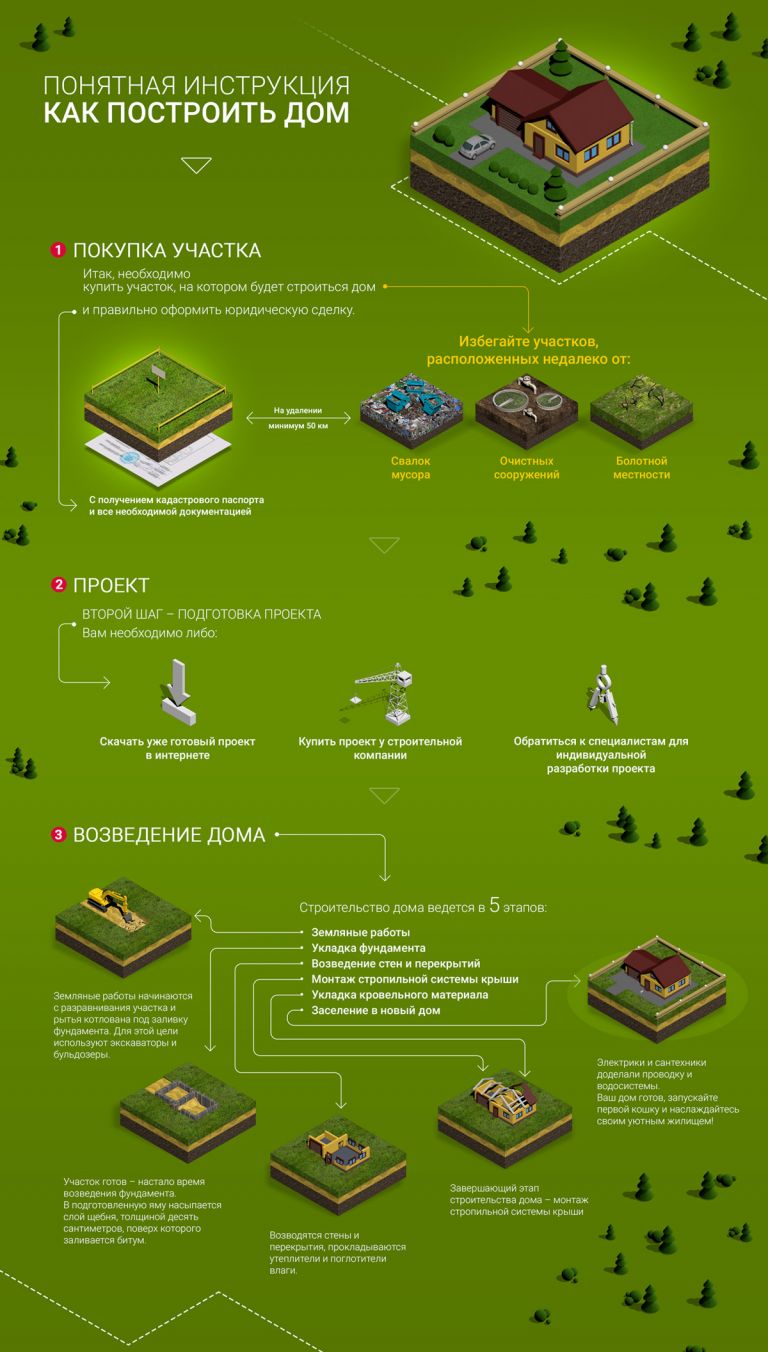 ПОНЯТНАЯ ИНСТРУКЦИЯ
КАК ПОСТРОИТЬ ДОМ
1 ПОКУПКА УЧАСТКА
Итак, необходимо
купить участок, на котором будет строиться дом
и правильно оформить юридическую сделку.
Избегайте участков,
расположенных недалеко от:
На удалении
минимум 50 км
Свалок
мусора
Очистных
сооружений
Болотной
местности
С получением кадастрового паспорта
и все необходимой документацией
2 ПРОЕКТ
ВТОРОЙ ШАГ – ПОДГОТОВКА ПРОЕКТА
Вам необходимо либо:
Скачать уже готовый проект
в интернете
Купить проект у строительной
компании
Обратиться к специалистам для
индивидуальной
разработки проекта
3 ВОЗВЕДЕНИЕ ДОМА
Строительство дома ведется в 5 этапов:
Земляные работы
Укладка фундамента
Возведение стен и перекрытий
Монтаж стропильной системы крыши
Укладка кровельного материала
Заселение в новый дом
Земляные работы начинаются
с разравнивания участка и
рытья котлована под заливку
фундамента. Для этой цели
используют экскаваторы и
бульдозеры.
Электрики и сантехники
доделали проводку и
водосистемы.
Ваш дом готов, запускайте
первой кошку и наслаждайтесь
своим уютным жилищем!
Участок готов – настало время
возведения фундамента.
В подготовленную яму насыпается
слой щебня, толщиной десять
сантиметров, поверх которого
заливается битум.
Возводятся стены и
перекрытия, прокладываются
утеплители и поглотители
влаги.
Завершающий этап
строительства дома – монтаж
стропильной системы крыши